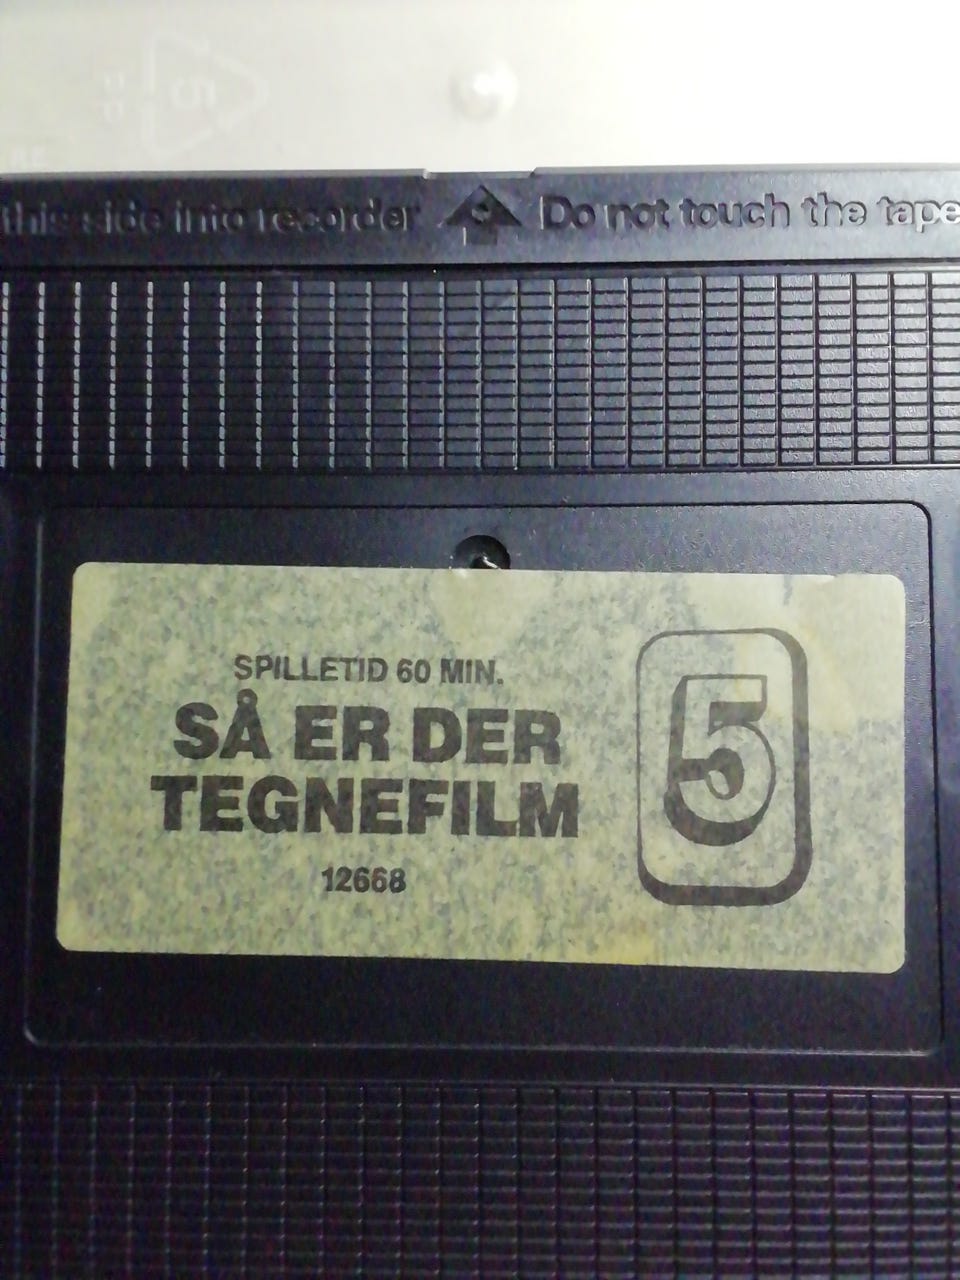 this side into recorder Do not touch the tape
SPILLETID 60 MIN.
SÅ ER DER
TEGNEFILM
5
12668